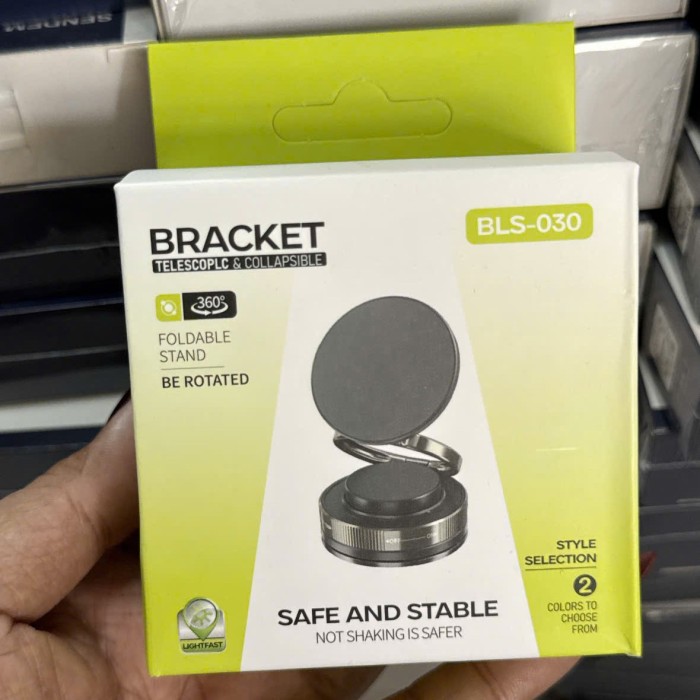 SENDEM
BRACKET
TELESCOPLC & COLLAPSIBLE
BLS-030
360°
FOLDABLE
STAND
BE ROTATED
STYLE
SELECTION
2
COLORS TO
CHOOSE
FROM
SAFE AND STABLE
NOT SHAKING IS SAFER
LIGHTFAST